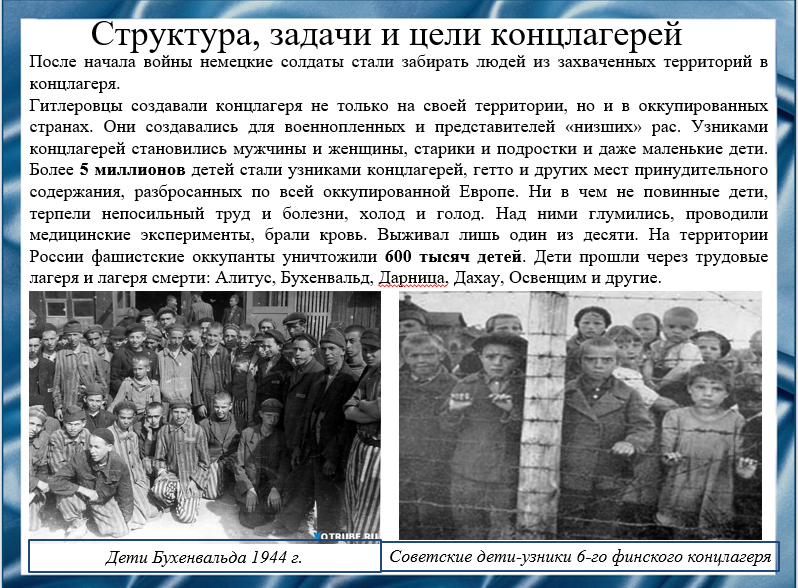 Структура, задачи и цели концлагерей
После начала войны немецкие солдаты стали забирать людей из захваченных территорий в
концлагеря.
Гитлеровцы создавали концлагеря не только на своей территории, но и в оккупированных
странах. Они создавались для военнопленных и представителей «низших» рас. Узниками
концлагерей становились мужчины и женщины, старики и подростки и даже маленькие дети.
Более 5 миллионов детей стали узниками концлагерей, гетто и других мест принудительного
содержания, разбросанных по всей оккупированной Европе. Ни в чем не повинные дети,
терпели непосильный труд и болезни, холод и голод. Над ними глумились, проводили
медицинские эксперименты, брали кровь. Выживал лишь один из десяти. На территории
России фашистские оккупанты уничтожили 600 тысяч детей. Дети прошли через трудовые
лагеря и лагеря смерти: Алитус, Бухенвальд, Дарница, Дахау, Освенцим и другие.
YOTRUBE.RU
Дети Бухенвальда 1944 г.
Советские дети-узники 6-го финского концлагеря